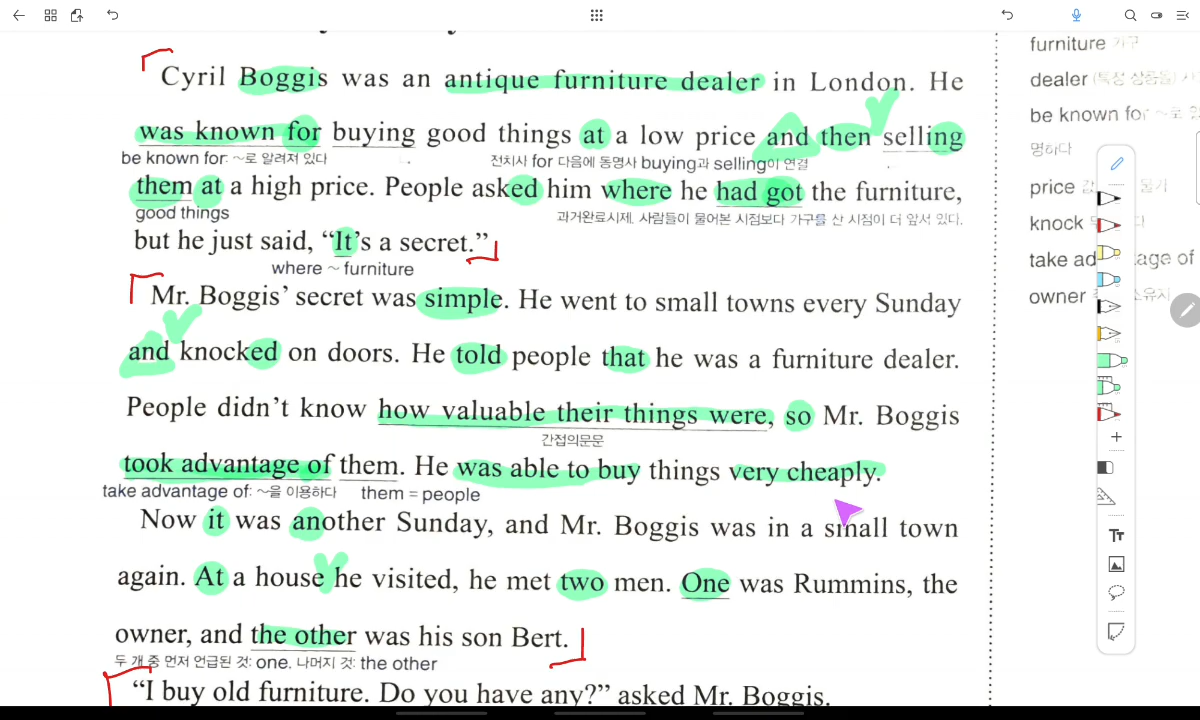 Cyril Boggis was an antique furniture dealer in London. He
was known for buying good things at a low price and then selling
be known for: ~로 알려져 있다
전치사 for 다음에 동명사 buying과 selling이 연결
them at a high price. People asked him where he had got the furniture,
good things
과거완료시제. 사람들이 물어본 시점보다 가구를 산 시점이 더 앞서 있다.
but he just said, “It’s a secret.”
where ~ furniture
Mr. Boggis’ secret was simple. He went to small towns every Sunday
and knocked on doors. He told people that he was a furniture dealer.
People didn’t know how valuable their things were, so Mr. Boggis
간접의문문
took advantage of them. He was able to buy things very cheaply.
take advantage of: ~을 이용하다 them = people
Now it was another Sunday, and Mr. Boggis was in a small town
again. At a house he visited, he met two men. One was Rummins, the
owner, and the other was his son Bert.
두 개 중 먼저 언급된 것: one. 나머지 것: the other
“I buy old furniture. Do you have any?” asked Mr. Boggis.
furniture 가구
dealer
be known for
명하다
price
knock
take advantage of
owner
Tт